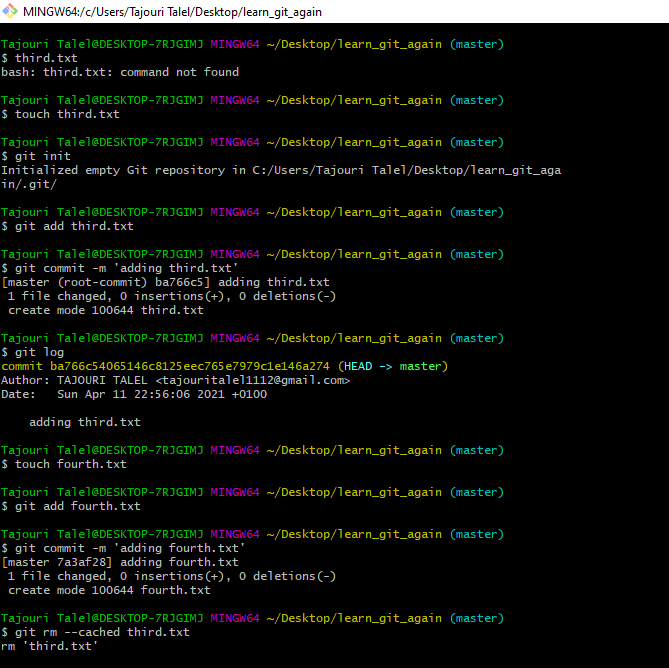 MINGW64:/c/Users/Tajouri Talel/Desktop/learn_git_again
Tajouri Talel@DESKTOP-7RJGIMJ MINGW64 ~/Desktop/learn_git_again (master)
$ third.txt
bash: third.txt: command not found
Tajouri Talel@DESKTOP-7RJGIMJ MINGW64 ~/Desktop/learn_git_again (master)
$ touch third.txt
Tajouri Talel@DESKTOP-7RJGIMJ MINGW64 ~/Desktop/learn_git_again (master)
$ git init
Initialized empty Git repository in C:/Users/Tajouri Talel/Desktop/learn_git_aga
in/.git/
Tajouri Talel@DESKTOP-7RJGIMJ MINGW64 ~/Desktop/learn_git_again (master)
$ git add third.txt
Tajouri Talel@DESKTOP-7RJGIMJ MINGW64 ~/Desktop/learn_git_again (master)
$ git commit -m 'adding third.txt'
[master (root-commit) ba766c5] adding third.txt
 1 file changed, 0 insertions(+), 0 deletions(-)
 create mode 100644 third.txt
Tajouri Talel@DESKTOP-7RJGIMJ MINGW64 ~/Desktop/learn_git_again (master)
$ git log
commit ba766c54065146c8125eec765e7979c1e146a274 (HEAD -> master)
Author: TAJOURI TALEL <tajouritalel1112@gmail.com>
Date:   Sun Apr 11 22:56:06 2021 +0100
    adding third.txt
Tajouri Talel@DESKTOP-7RJGIMJ MINGW64 ~/Desktop/learn_git_again (master)
$ touch fourth.txt
Tajouri Talel@DESKTOP-7RJGIMJ MINGW64 ~/Desktop/learn_git_again (master)
$ git add fourth.txt
Tajouri Talel@DESKTOP-7RJGIMJ MINGW64 ~/Desktop/learn_git_again (master)
$ git commit -m 'adding fourth.txt'
[master 7a3af28] adding fourth.txt
 1 file changed, 0 insertions(+), 0 deletions(-)
 create mode 100644 fourth.txt
Tajouri Talel@DESKTOP-7RJGIMJ MINGW64 ~/Desktop/learn_git_again (master)
$ git rm --cached third.txt
rm 'third.txt'